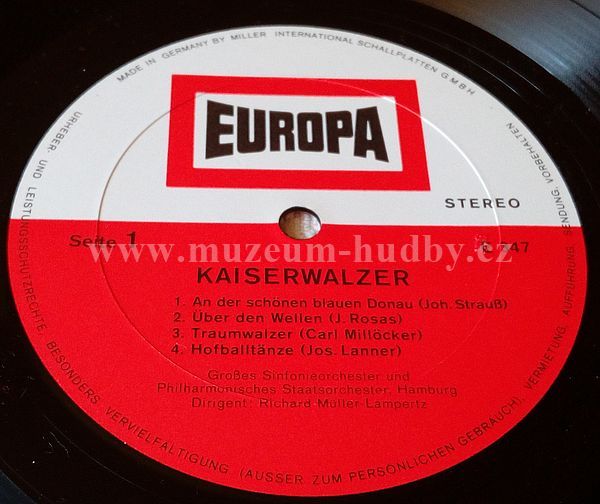 MADE IN GERMANY BY MILLER INTERNATIONAL SCHALLPLATTEN G.M.B.H.
EUROPA
STEREO
Seite 1
747
www.muzeum-hudby.cz
KAISERWALZER
1. An der schönen blauen Donau (Joh. Strauß)
2. Über den Wellen (J. Rosas)
3. Traumwalzer (Carl Millöcker)
4. Hofballtänze (Jos. Lanner)
Großes Sinfonieorchester und
Philharmonisches Staatsorchester, Hamburg
Dirigent: Richard Müller-Lampertz
URHEBER- UND LEISTUNGSSCHUTZRECHTE, BESONDERS VERVIELFÄLTIGUNG (AUSSER ZUM PERSÖNLICHEN GEBRAUCH), VERMIETUNG, AUFFÜHRUNG, SENDUNG, VORBEHALTEN